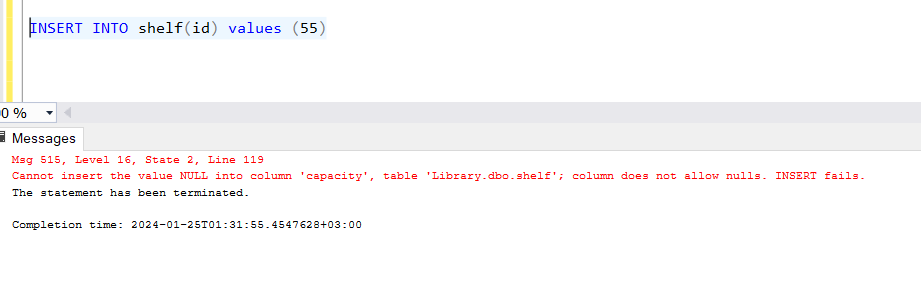 INSERT INTO shelf(id) values (55)
0 %
Messages
Msg 515, Level 16, State 2, Line 119
Cannot insert the value NULL into column 'capacity', table 'Library.dbo.shelf'; column does not allow nulls. INSERT fails.
The statement has been terminated.
Completion time: 2024-01-25T01:31:55.4547628+03:00